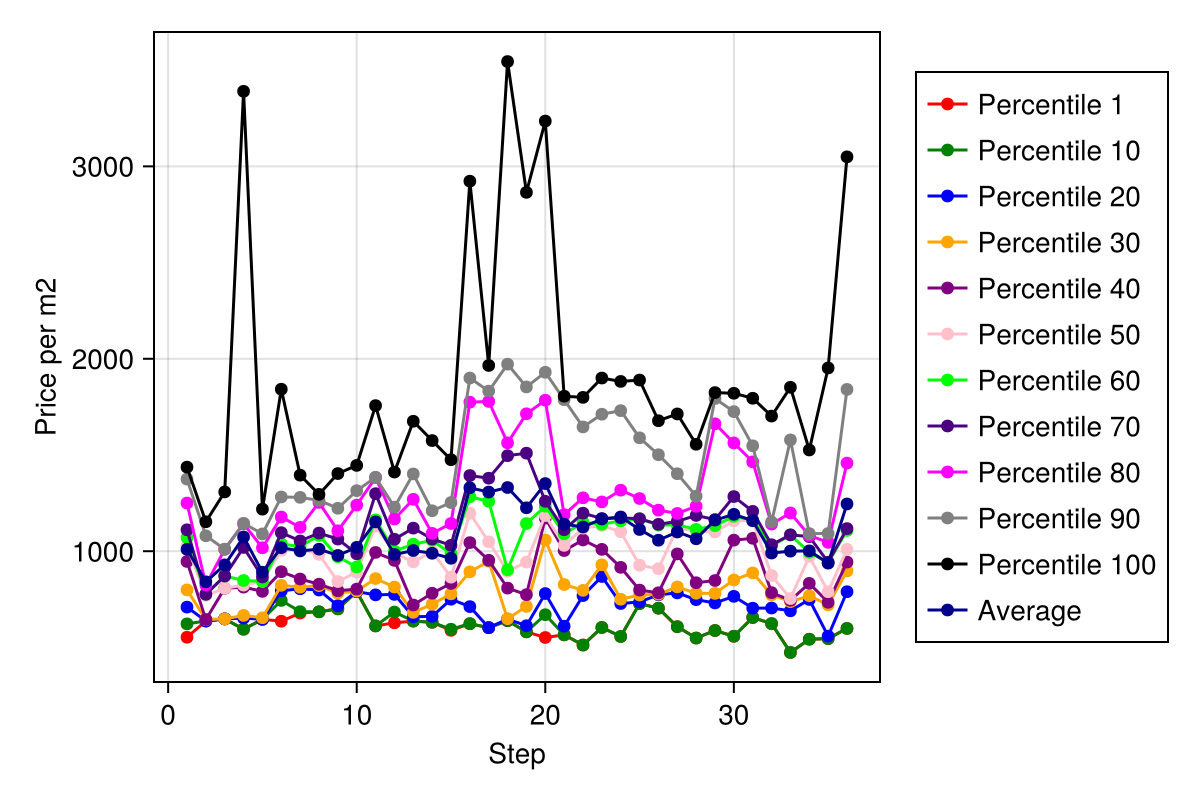 Price per m2
3000
2000
1000
0
10
20
30
Step
Percentile 1
Percentile 10
Percentile 20
Percentile 30
Percentile 40
Percentile 50
Percentile 60
Percentile 70
Percentile 80
Percentile 90
Percentile 100
Average